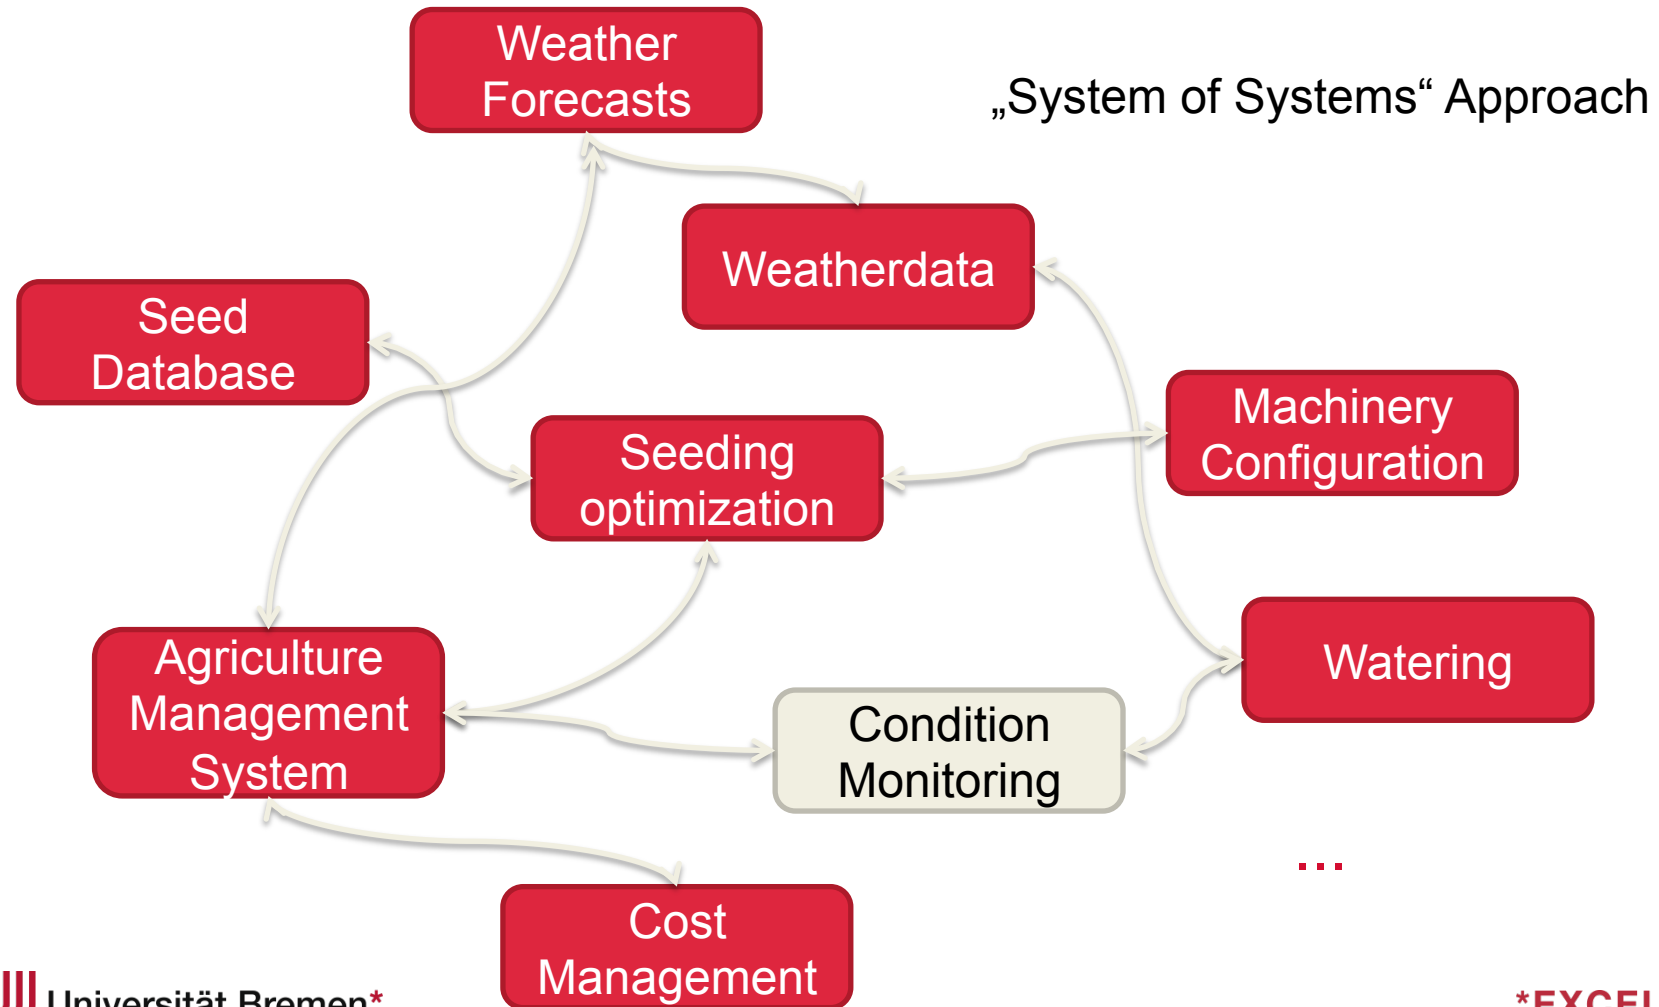 Weather
Forecasts
„System of Systems“ Approach
Weatherdata
Seed
Database
Machinery
Configuration
Seeding
optimization
Agriculture
Management
System
Watering
Condition
Monitoring
...
Cost
Management
Universität Bremen*